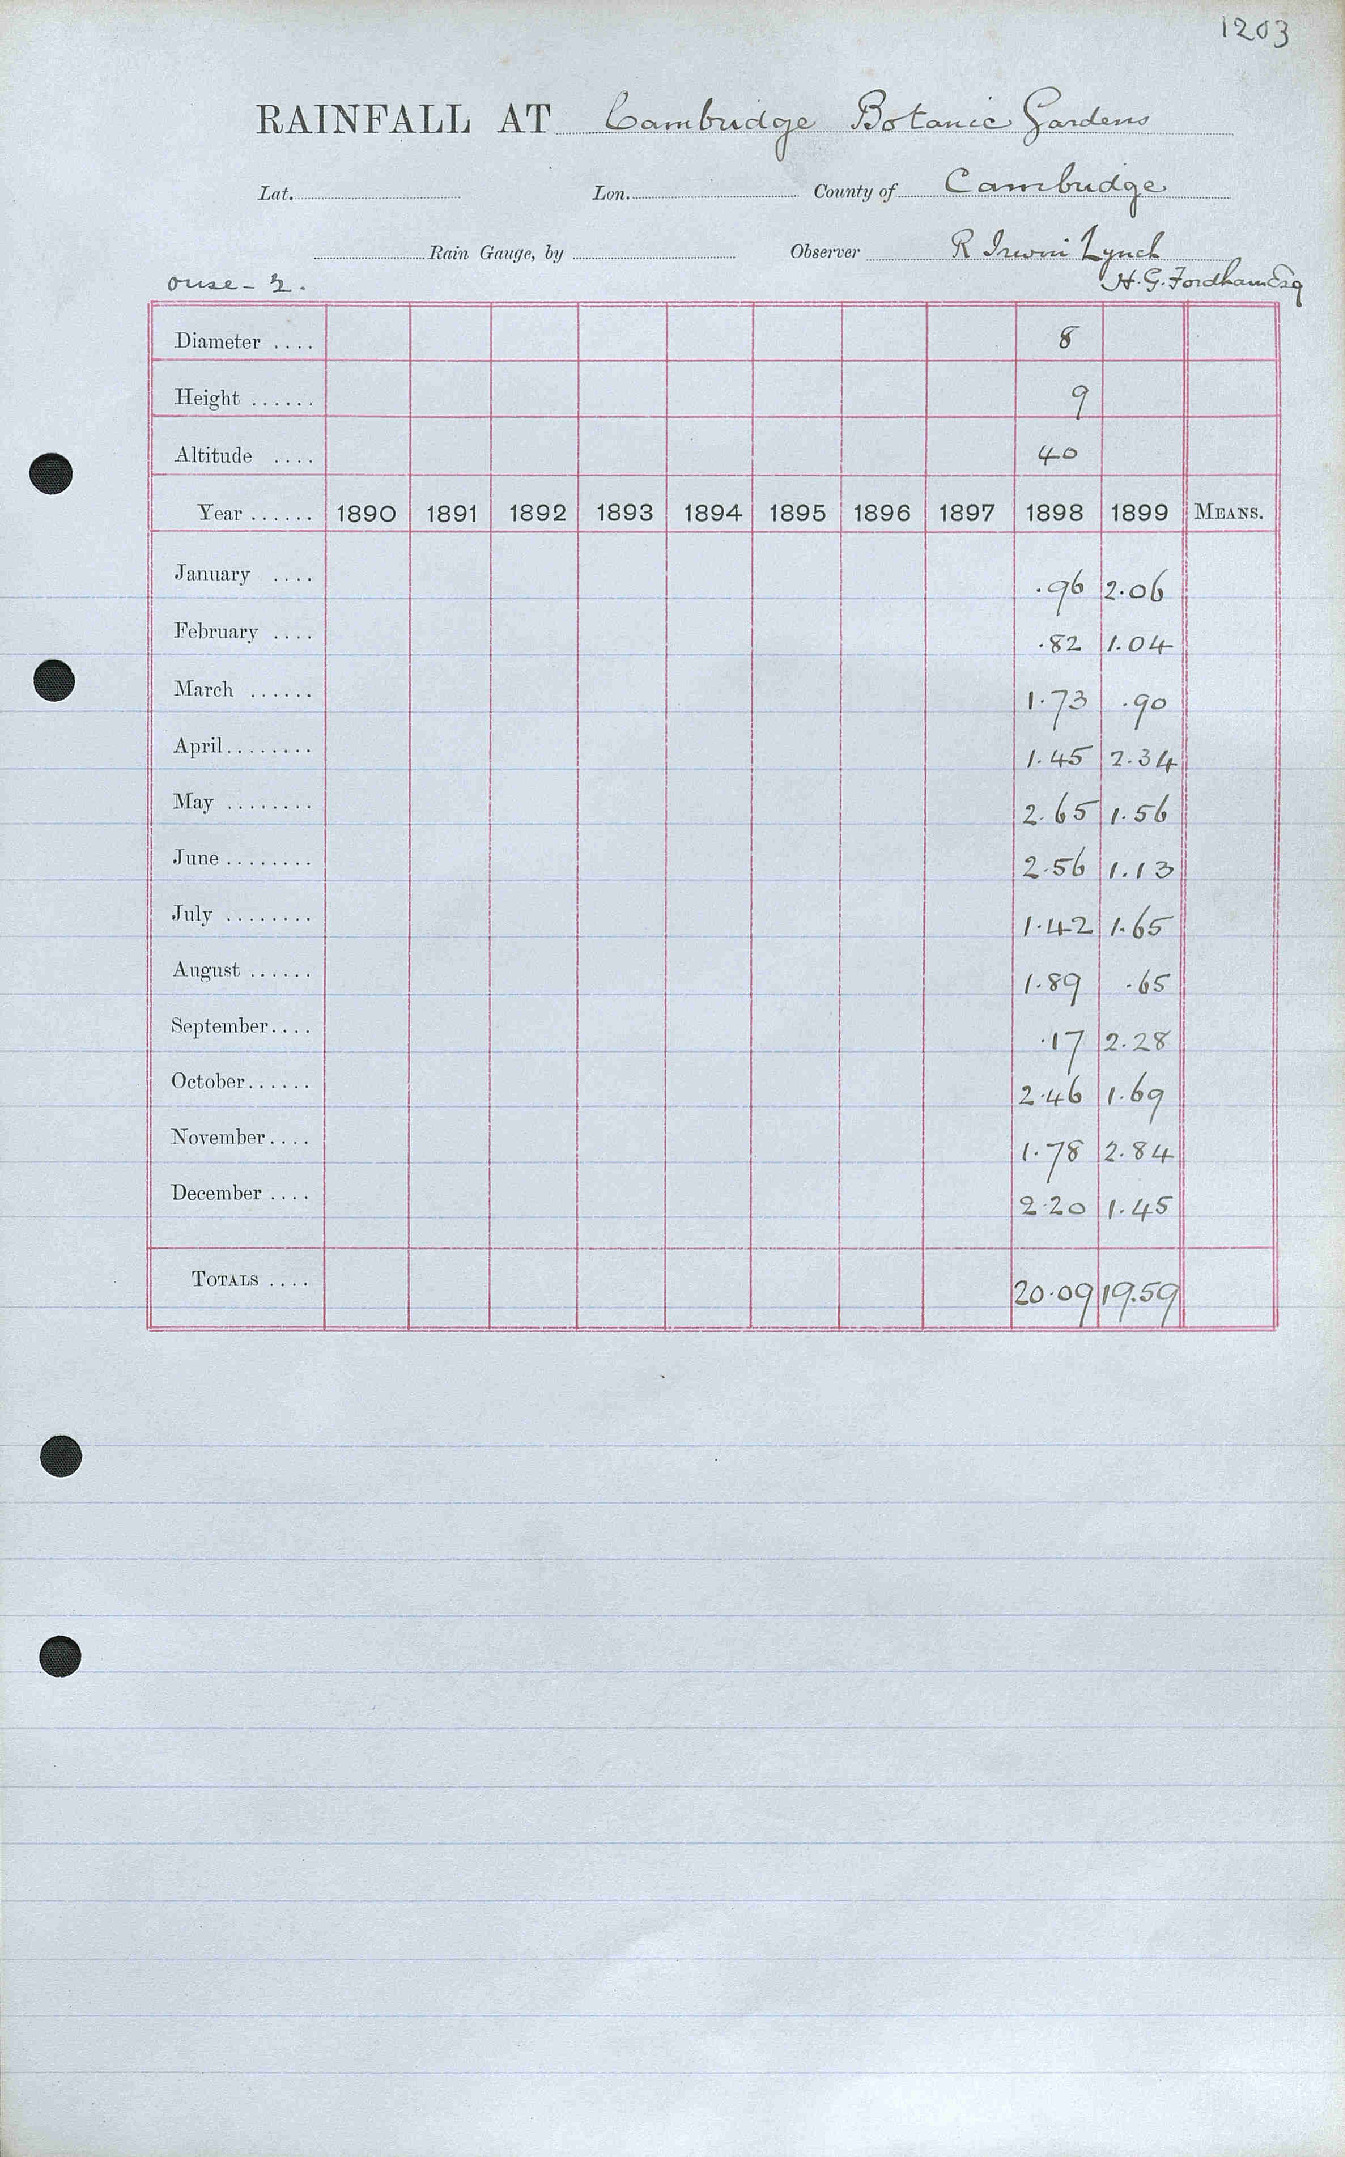 1203
RAINFALL AT Cambridge Botanic Gardens
Lat. Lon. County of Cambridge
Rain Gauge, by Observer R Irwin Lynch
ouse - 2. H. G. Fordham Esq
Diameter .... 8
Height ...... 9
Altitude .... 40
Year ...... 1890 1891 1892 1893 1894 1895 1896 1897 1898 1899 MEANS.
January .... .96 2.06
February .... .82 1.04
March ...... 1.73 .90
April........ 1.45 2.34
May ........ 2.65 1.56
June ........ 2.56 1.13
July ........ 1.42 1.65
August ...... 1.89 .65
September.... .17 2.28
October...... 2.46 1.69
November.... 1.78 2.84
December .... 2.20 1.45
TOTALS .... 20.09 19.59